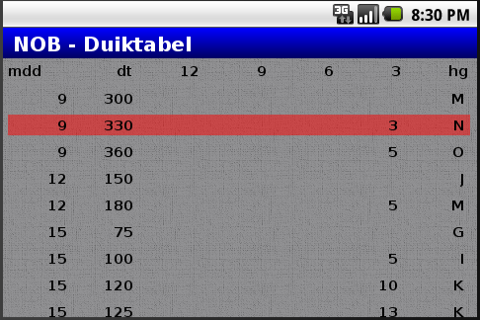 3G 8:30 PM
NOB - Duiktabel
mdd dt 12 9 6 3 hg
9 300 M
9 330 3 N
9 360 5 O
12 150 J
12 180 5 M
15 75 G
15 100 5 I
15 120 10 K
15 125 13 K